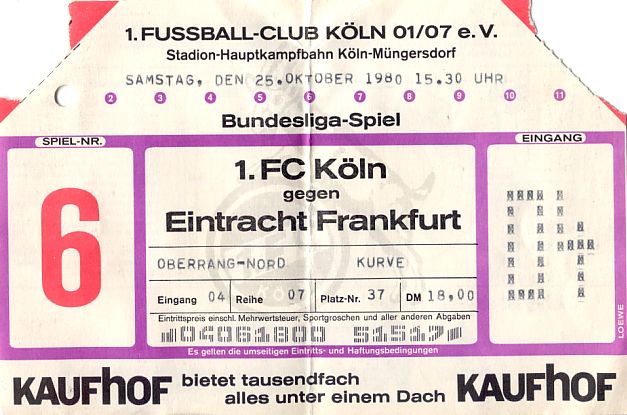 1. FUSSBALL-CLUB KÖLN 01/07 e.V.
Stadion-Hauptkampfbahn Köln-Müngersdorf
SAMSTAG, DEN 25.OKTOBER 1980 15.30 UHR
2 3 4 5 6 7 8 9 10 11
Bundesliga-Spiel
SPIEL-NR.
6
1. FC Köln
gegen
Eintracht Frankfurt
OBERRANG-NORD KURVE
Eingang 04 Reihe 07 Platz-Nr. 37 DM 18,00
Eintrittspreis einschl. Mehrwertsteuer, Sportgroschen und alle anderen Abgaben
04061800 51517
Es gelten die umseitigen Eintritts- und Haftungsbedingungen
EINGANG
04
LOEWE
KAUFHOF bietet tausendfach alles unter einem Dach KAUFHOF